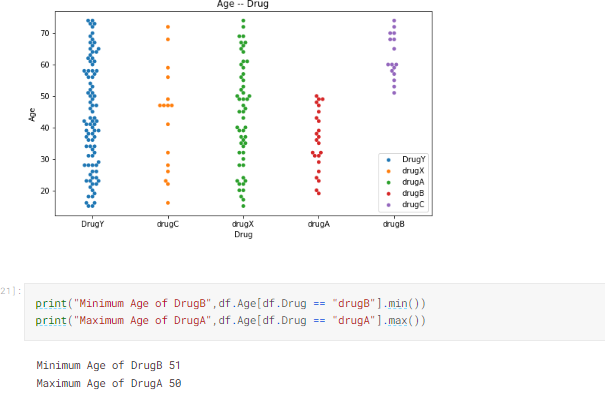 Age -- Drug
70
60
50
40
30
20
Age
DrugY
drugC
drugX
drugA
drugB
Drug
DrugY
drugX
drugA
drugB
drugC
21]:
print("Minimum Age of DrugB",df.Age[df.Drug == "drugB"].min())
print("Maximum Age of DrugA",df.Age[df.Drug == "drugA"].max())
Minimum Age of DrugB 51
Maximum Age of DrugA 50